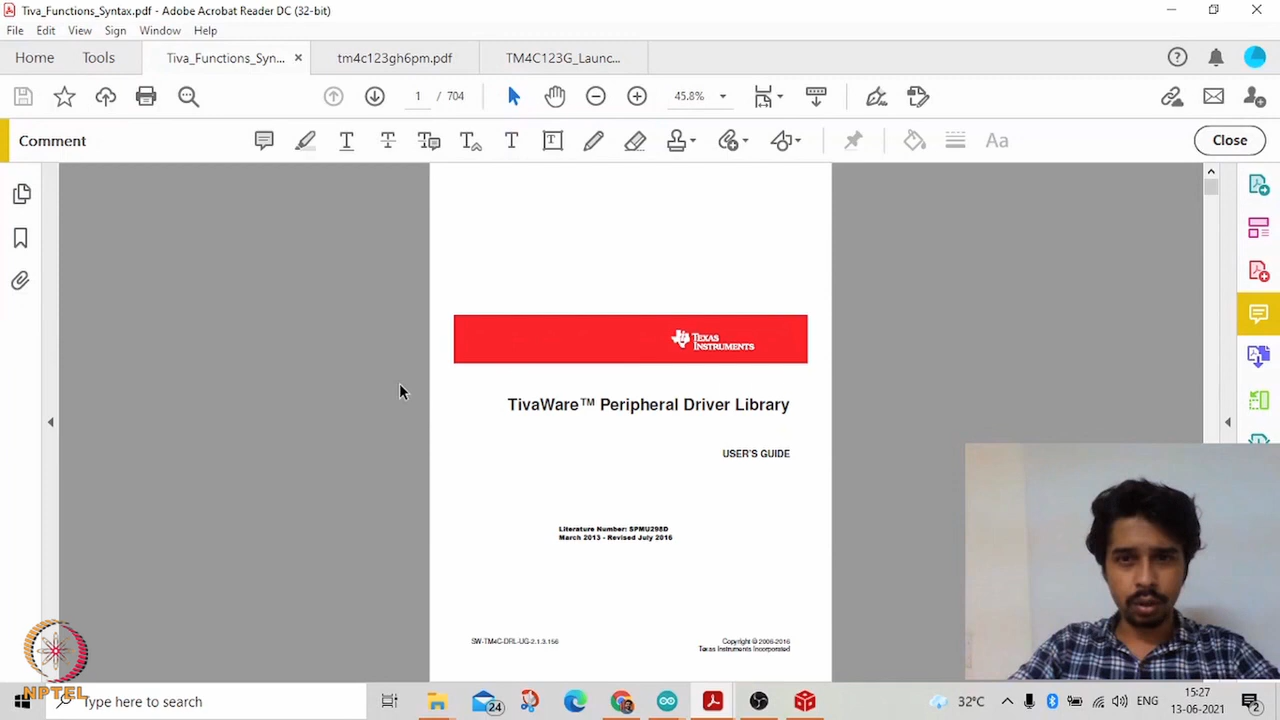 Tiva_Functions_Syntax.pdf - Adobe Acrobat Reader DC (32-bit)
File Edit View Sign Window Help
Home Tools Tiva_Functions_Syn... × tm4c123gh6pm.pdf TM4C123G_Launc...
1 / 704 45.8%
Comment Close
TEXAS
INSTRUMENTS
TivaWare™ Peripheral Driver Library
USER'S GUIDE
Literature Number: SPMU298D
March 2013 - Revised July 2016
SW-TM4C-DRL-UG-2.1.3.156
Copyright © 2006-2016
Texas Instruments Incorporated
NPTEL
Type here to search
24
32°C
ENG
15:27
13-06-2021
2